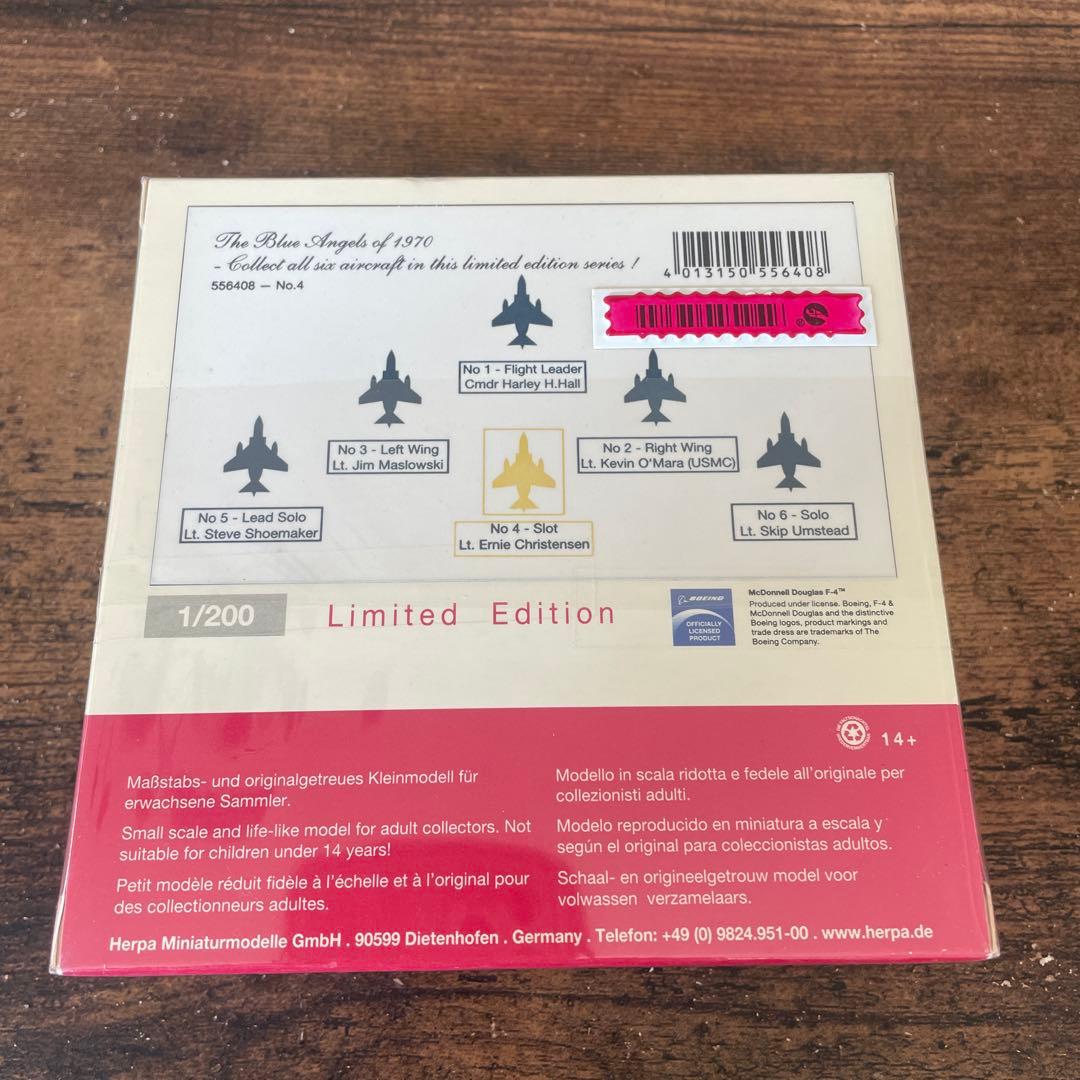 The Blue Angels of 1970
- Collect all six aircraft in this limited edition series !
556408 – No.4
4 013150 556408
No 1 - Flight Leader
Cmdr Harley H.Hall
No 3 - Left Wing
Lt. Jim Maslowski
No 2 - Right Wing
Lt. Kevin O'Mara (USMC)
No 5 - Lead Solo
Lt. Steve Shoemaker
No 4 - Slot
Lt. Ernie Christensen
No 6 - Solo
Lt. Skip Umstead
1/200
Limited Edition
BOEING
OFFICIALLY
LICENSED
PRODUCT
McDonnell Douglas F-4™
Produced under license. Boeing, F-4 &
McDonnell Douglas and the distinctive
Boeing logos, product markings and
trade dress are trademarks of The
Boeing Company.
14+
Maßstabs- und originalgetreues Kleinmodell für
erwachsene Sammler.
Small scale and life-like model for adult collectors. Not
suitable for children under 14 years!
Petit modèle réduit fidèle à l'échelle et à l'original pour
des collectionneurs adultes.
Modello in scala ridotta e fedele all'originale per
collezionisti adulti.
Modelo reproducido en miniatura a escala y
según el original para coleccionistas adultos.
Schaal- en origineelgetrouw model voor
volwassen verzamelaars.
Herpa Miniaturmodelle GmbH . 90599 Dietenhofen . Germany . Telefon: +49 (0) 9824.951-00 . www.herpa.de